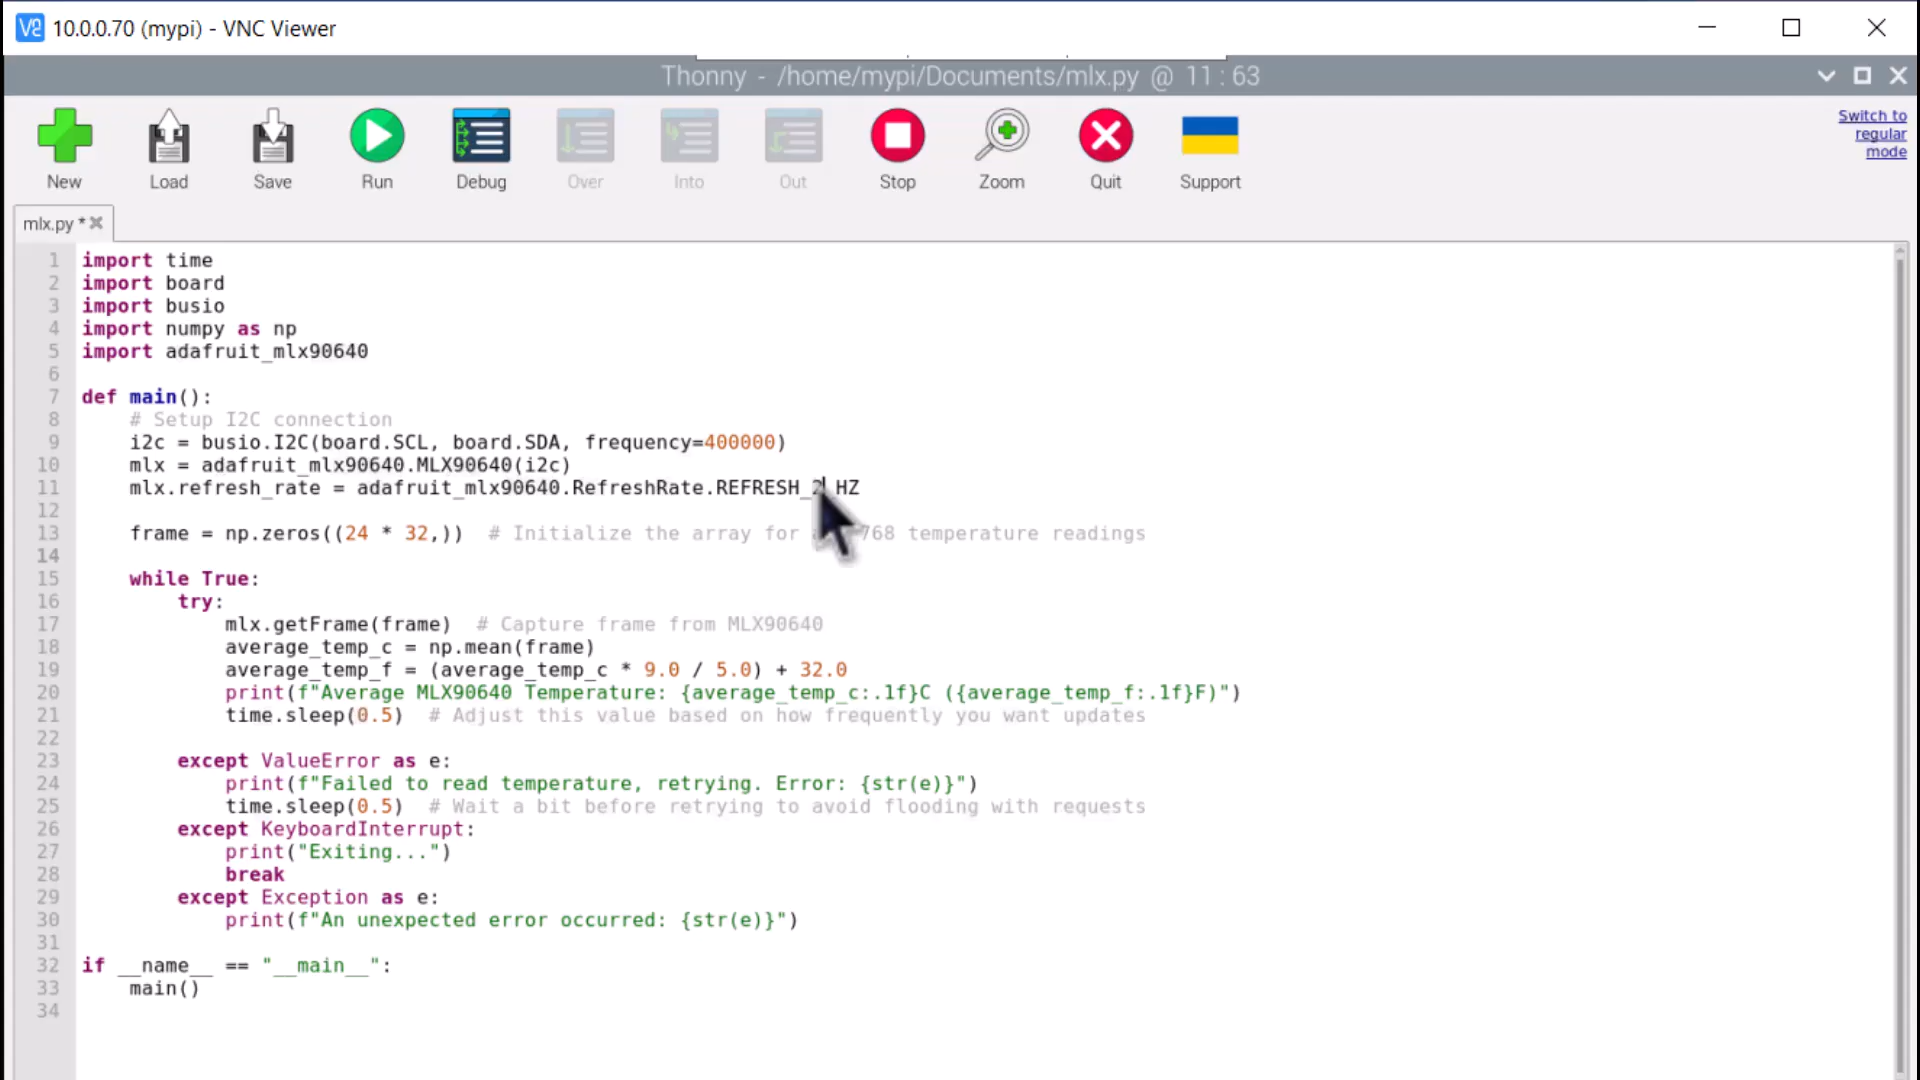 V2 10.0.0.70 (mypi) - VNC Viewer
Thonny - /home/mypi/Documents/mlx.py @ 11 : 63
New Load Save Run Debug Over Into Out Stop Zoom Quit Support
Switch to
regular
mode
mlx.py *
1 import time
2 import board
3 import busio
4 import numpy as np
5 import adafruit_mlx90640
6
7 def main():
8 # Setup I2C connection
9 i2c = busio.I2C(board.SCL, board.SDA, frequency=400000)
10 mlx = adafruit_mlx90640.MLX90640(i2c)
11 mlx.refresh_rate = adafruit_mlx90640.RefreshRate.REFRESH_2_HZ
12
13 frame = np.zeros((24 * 32,)) # Initialize the array for 768 temperature readings
14
15 while True:
16 try:
17 mlx.getFrame(frame) # Capture frame from MLX90640
18 average_temp_c = np.mean(frame)
19 average_temp_f = (average_temp_c * 9.0 / 5.0) + 32.0
20 print(f"Average MLX90640 Temperature: {average_temp_c:.1f}C ({average_temp_f:.1f}F)")
21 time.sleep(0.5) # Adjust this value based on how frequently you want updates
22
23 except ValueError as e:
24 print(f"Failed to read temperature, retrying. Error: {str(e)}")
25 time.sleep(0.5) # Wait a bit before retrying to avoid flooding with requests
26 except KeyboardInterrupt:
27 print("Exiting...")
28 break
29 except Exception as e:
30 print(f"An unexpected error occurred: {str(e)}")
31
32 if __name__ == "__main__":
33 main()
34